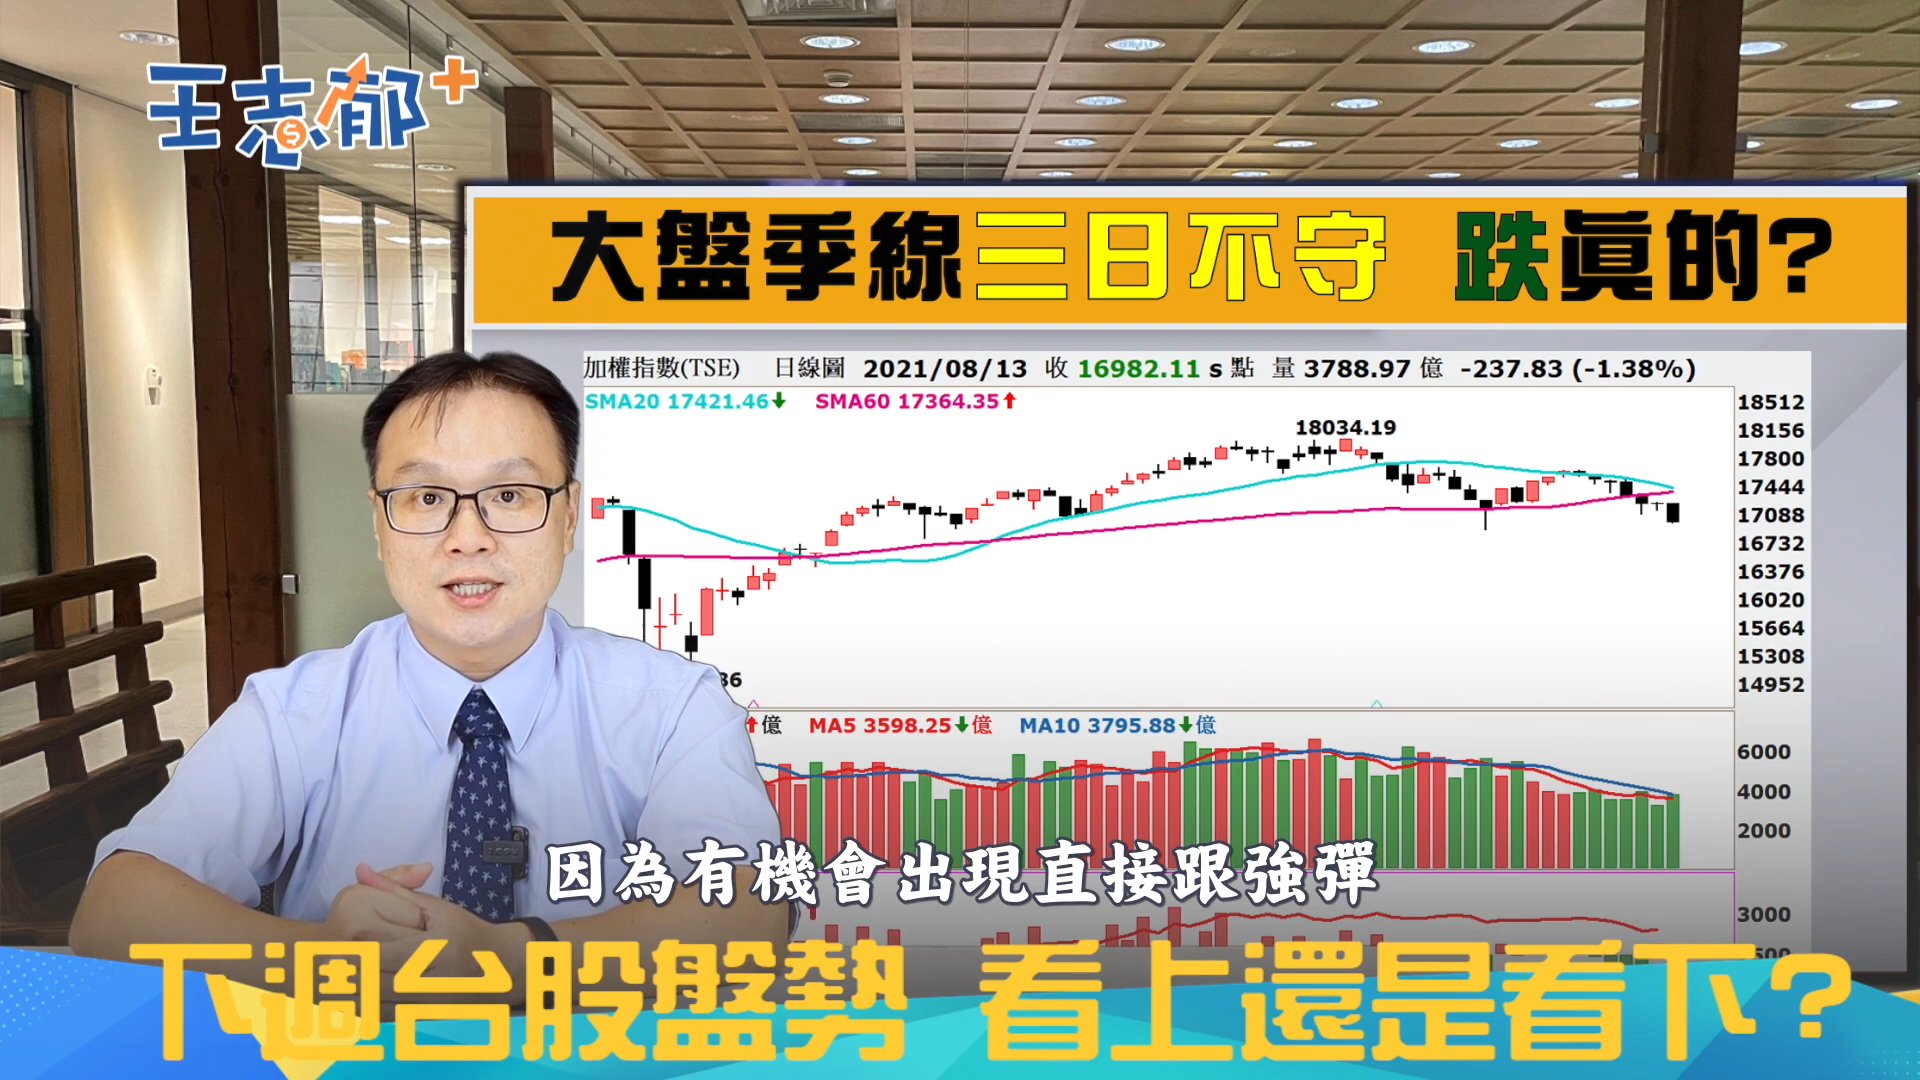 王志郁+
大盤季線三日不守 跌真的?
加權指數(TSE) 日線圖 2021/08/13 收 16982.11 s 點 量 3788.97 億 -237.83 (-1.38%)
SMA20 17421.46↓ SMA60 17364.35↑
18034.19
18512
18156
17800
17444
17088
16732
16376
16020
15664
15308
14952
36
↑億 MA5 3598.25↓億 MA10 3795.88↓億
6000
4000
2000
3000
因為有機會出現直接跟強彈
下週台股盤勢 看上還是看下?